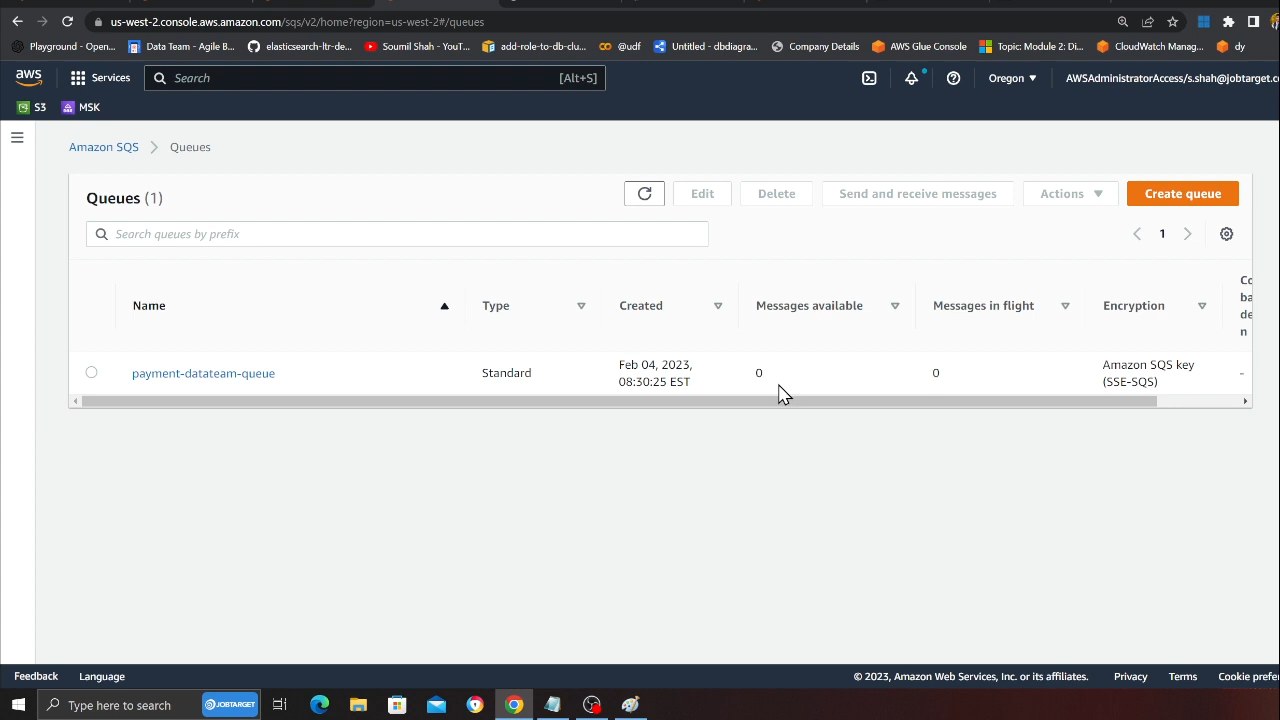 us-west-2.console.aws.amazon.com/sqs/v2/home?region=us-west-2#/queues
Playground - Open...
Data Team - Agile B...
elasticsearch-ltr-de...
Soumil Shah - YouT...
add-role-to-db-clu...
@udf
Untitled - dbdiagra...
Company Details
AWS Glue Console
Topic: Module 2: Di...
CloudWatch Manag...
dy
aws
Services
Search
[Alt+S]
Oregon
AWSAdministratorAccess/s.shah@jobtarget.co
S3
MSK
Amazon SQS
Queues
Queues (1)
Edit
Delete
Send and receive messages
Actions
Create queue
Search queues by prefix
1
Name
Type
Created
Messages available
Messages in flight
Encryption
Co
ba
de
n
payment-datateam-queue
Standard
Feb 04, 2023,
08:30:25 EST
0
0
Amazon SQS key
(SSE-SQS)
-
Feedback
Language
© 2023, Amazon Web Services, Inc. or its affiliates.
Privacy
Terms
Cookie prefe
Type here to search
JOBTARGET